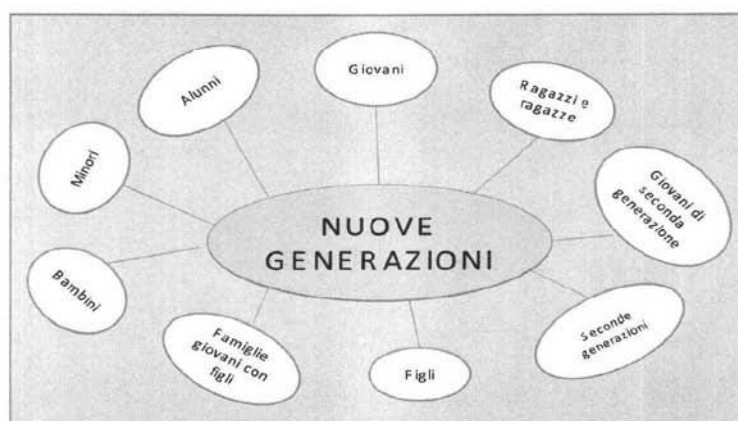 Giovani
Alunni
Ragazzi e
ragazze
Minori
Giovani di
seconda
generazione
NUOVE
GENERAZIONI
Bambini
Seconde
generazioni
Famiglie
giovani con
figli
Figli